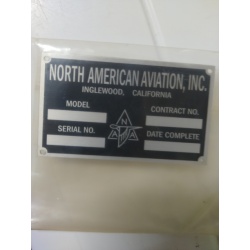 NORTH AMERICAN AVIATION, INC.
INGLEWOOD, CALIFORNIA
MODEL CONTRACT NO.
SERIAL NO. DATE COMPLETE
N
A A